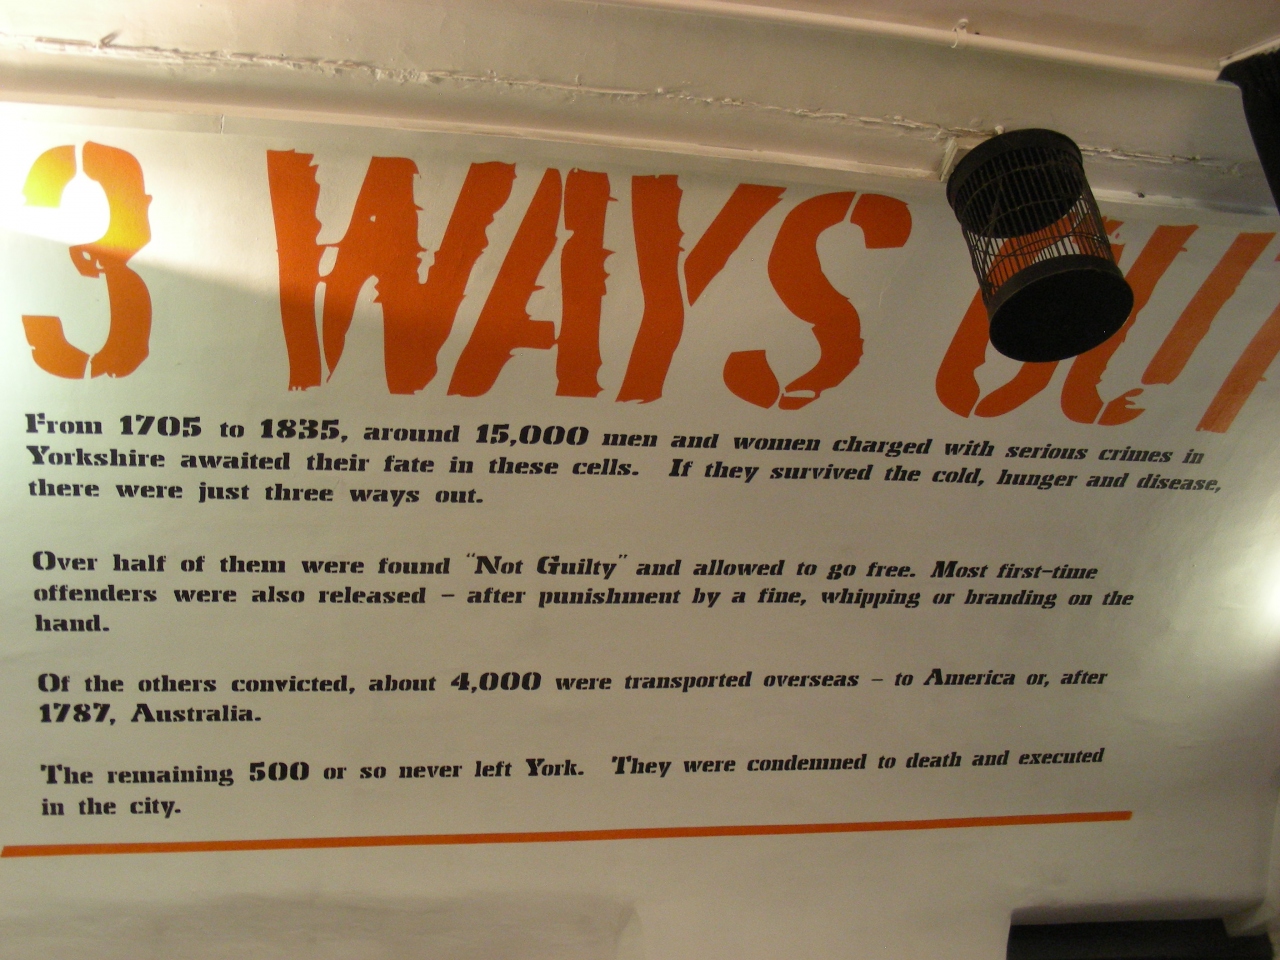 3 WAYS OUT
From 1705 to 1835, around 15,000 men and women charged with serious crimes in
Yorkshire awaited their fate in these cells. If they survived the cold, hunger and disease,
there were just three ways out.
Over half of them were found "Not Guilty" and allowed to go free. Most first-time
offenders were also released - after punishment by a fine, whipping or branding on the
hand.
Of the others convicted, about 4,000 were transported overseas - to America or, after
1787, Australia.
The remaining 500 or so never left York. They were condemned to death and executed
in the city.